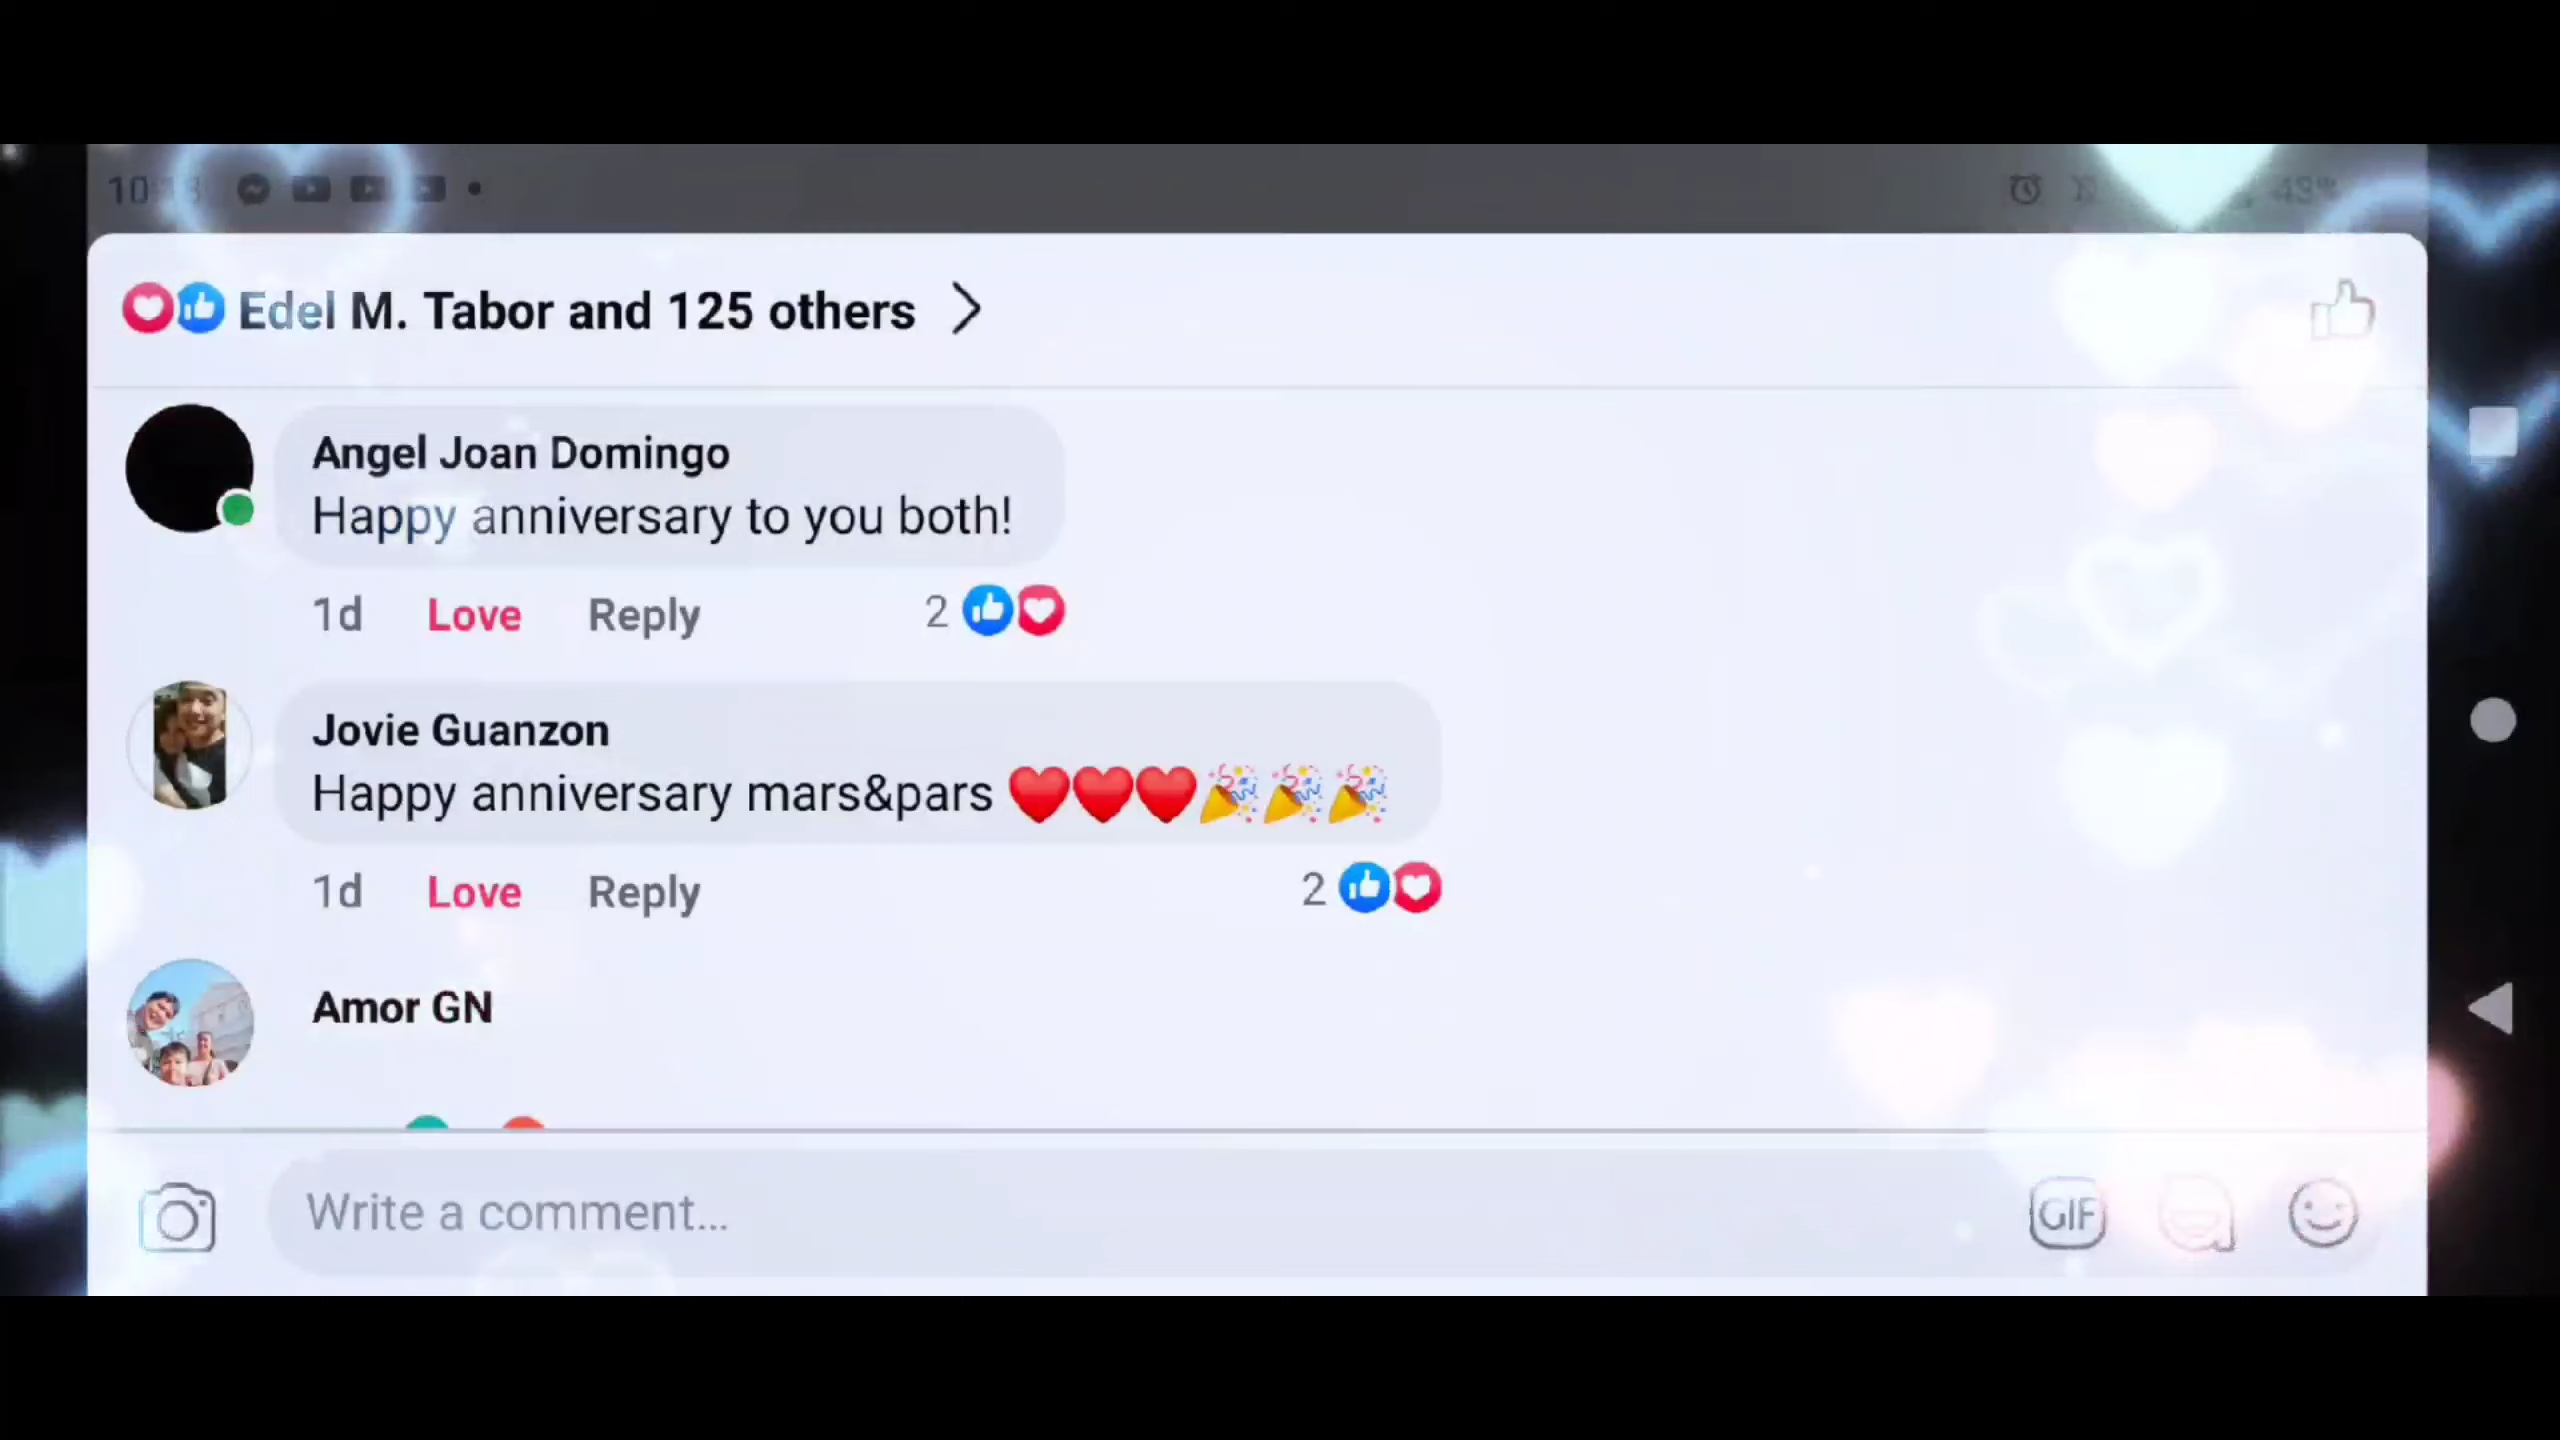 Edel M. Tabor and 125 others
Angel Joan Domingo
Happy anniversary to you both!
1d Love Reply 2
Jovie Guanzon
Happy anniversary mars&pars ❤️❤️❤️🎉🎉🎉
1d Love Reply 2
Amor GN
Write a comment...
GIF